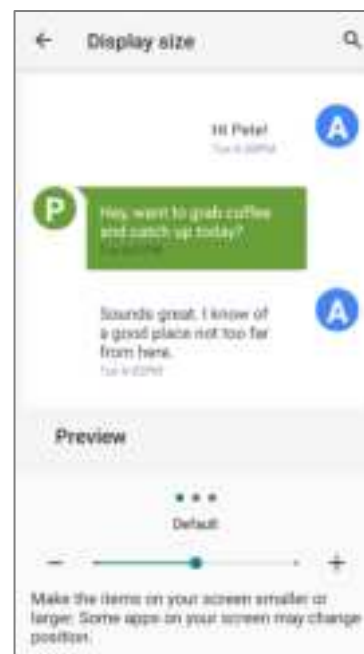 Display size
Hi Pete!
A
P
Hey, want to grab coffee
and catch up today?
Sounds great. I know of
a good place not too far
from here.
A
Preview
Default
Make the items on your screen smaller or
larger. Some apps on your screen may change
position.